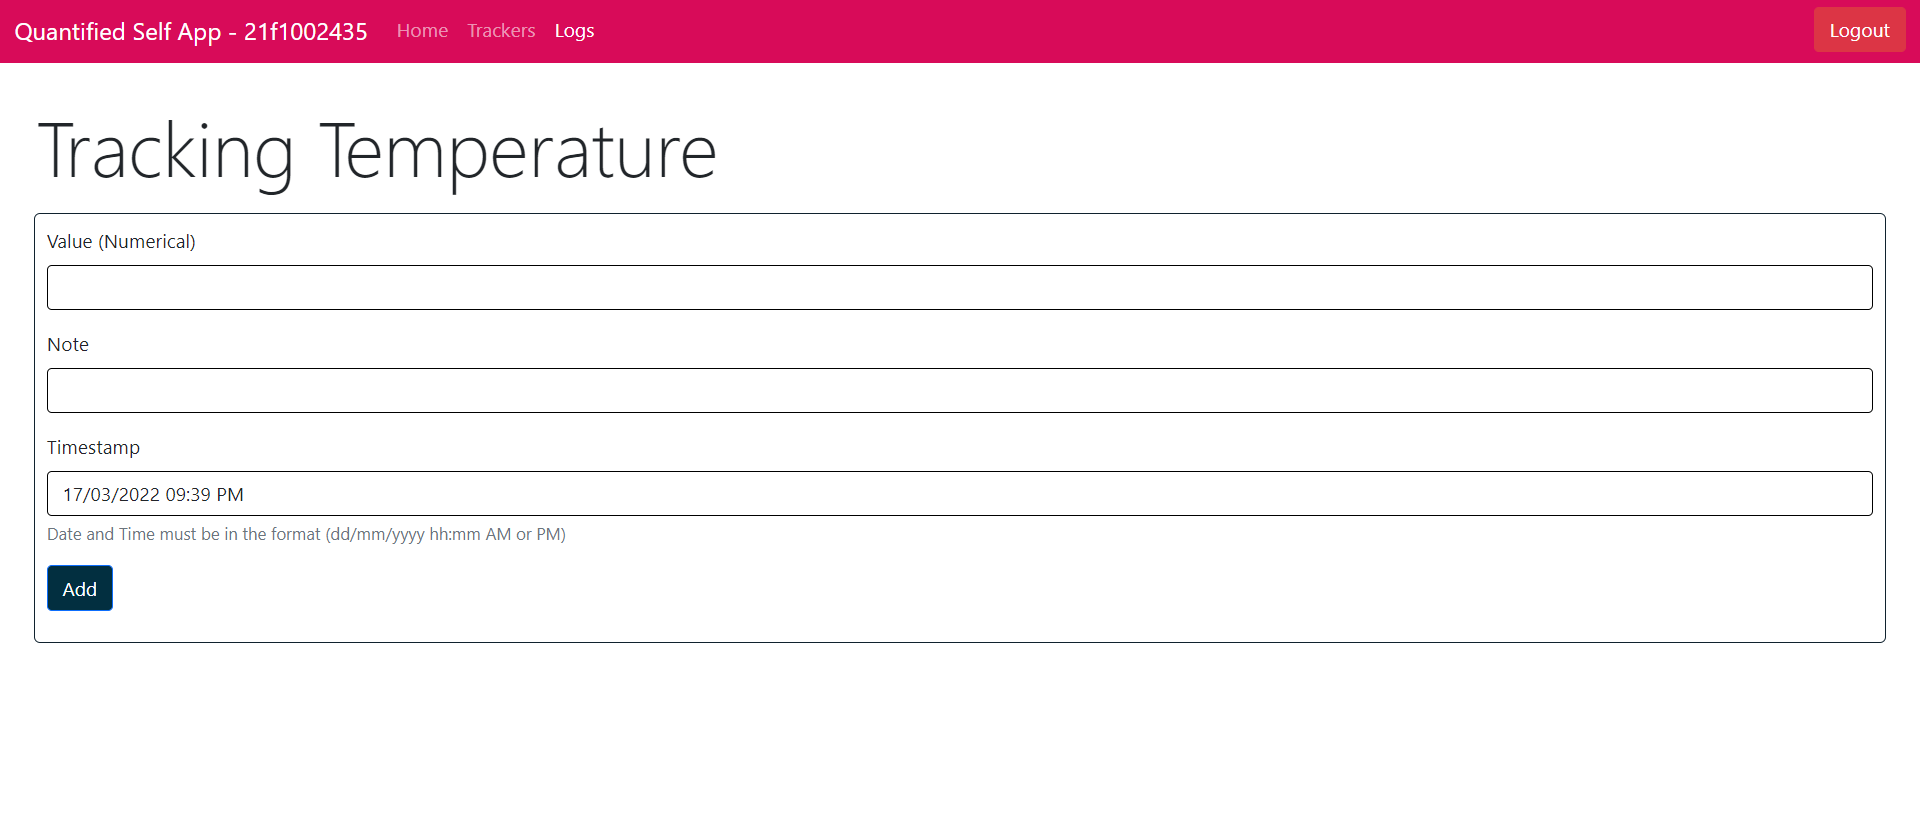 Quantified Self App - 21f1002435 Home Trackers Logs Logout
Tracking Temperature
Value (Numerical)
Note
Timestamp
17/03/2022 09:39 PM
Date and Time must be in the format (dd/mm/yyyy hh:mm AM or PM)
Add